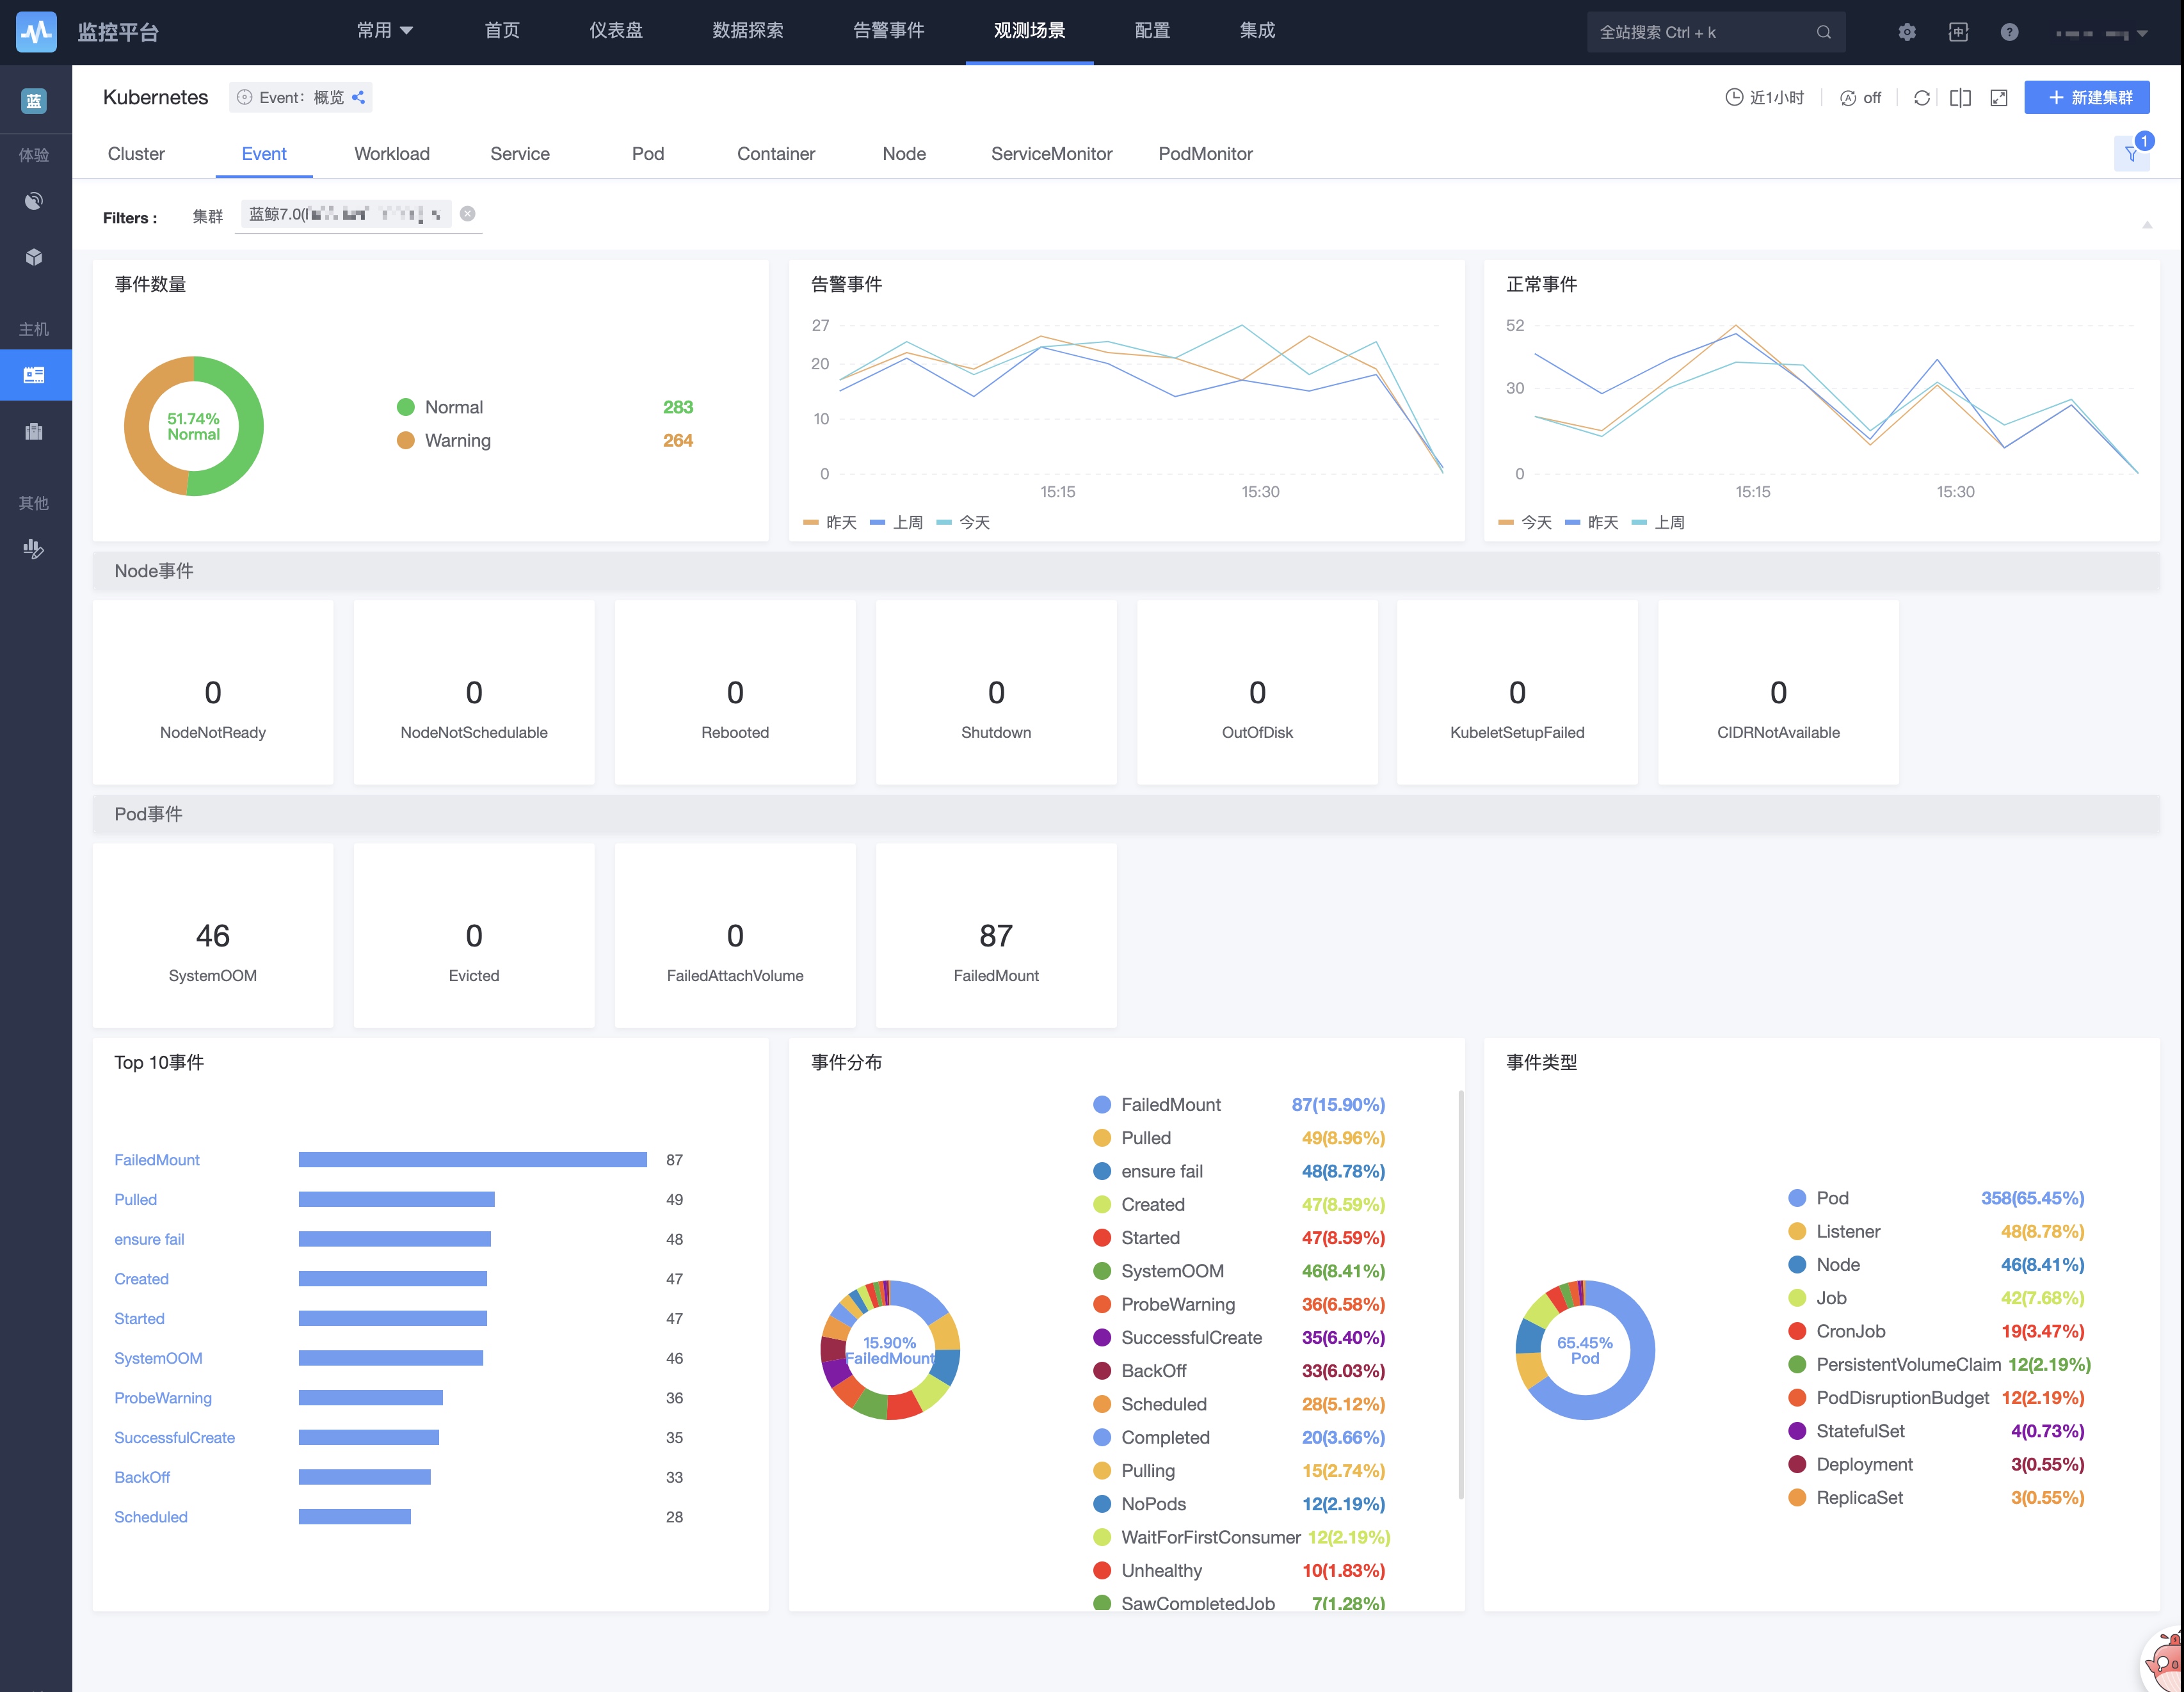 监控平台
常用 首页 仪表盘 数据探索 告警事件 观测场景 配置 集成
全站搜索 Ctrl + k
中
?
蓝
体验
主机
其他
Kubernetes
Event：概览
近1小时
off
+ 新建集群
Cluster Event Workload Service Pod Container Node ServiceMonitor PodMonitor
1
Filters :
集群
蓝鲸7.0(
事件数量
51.74%
Normal
Normal 283
Warning 264
告警事件
27
20
10
0
15:15 15:30
昨天 上周 今天
正常事件
52
30
0
15:15 15:30
今天 昨天 上周
Node事件
0
NodeNotReady
0
NodeNotSchedulable
0
Rebooted
0
Shutdown
0
OutOfDisk
0
KubeletSetupFailed
0
CIDRNotAvailable
Pod事件
46
SystemOOM
0
Evicted
0
FailedAttachVolume
87
FailedMount
Top 10事件
FailedMount 87
Pulled 49
ensure fail 48
Created 47
Started 47
SystemOOM 46
ProbeWarning 36
SuccessfulCreate 35
BackOff 33
Scheduled 28
事件分布
15.90%
FailedMount
FailedMount 87(15.90%)
Pulled 49(8.96%)
ensure fail 48(8.78%)
Created 47(8.59%)
Started 47(8.59%)
SystemOOM 46(8.41%)
ProbeWarning 36(6.58%)
SuccessfulCreate 35(6.40%)
BackOff 33(6.03%)
Scheduled 28(5.12%)
Completed 20(3.66%)
Pulling 15(2.74%)
NoPods 12(2.19%)
WaitForFirstConsumer 12(2.19%)
Unhealthy 10(1.83%)
SawCompletedJob 7(1.28%)
事件类型
65.45%
Pod
Pod 358(65.45%)
Listener 48(8.78%)
Node 46(8.41%)
Job 42(7.68%)
CronJob 19(3.47%)
PersistentVolumeClaim 12(2.19%)
PodDisruptionBudget 12(2.19%)
StatefulSet 4(0.73%)
Deployment 3(0.55%)
ReplicaSet 3(0.55%)